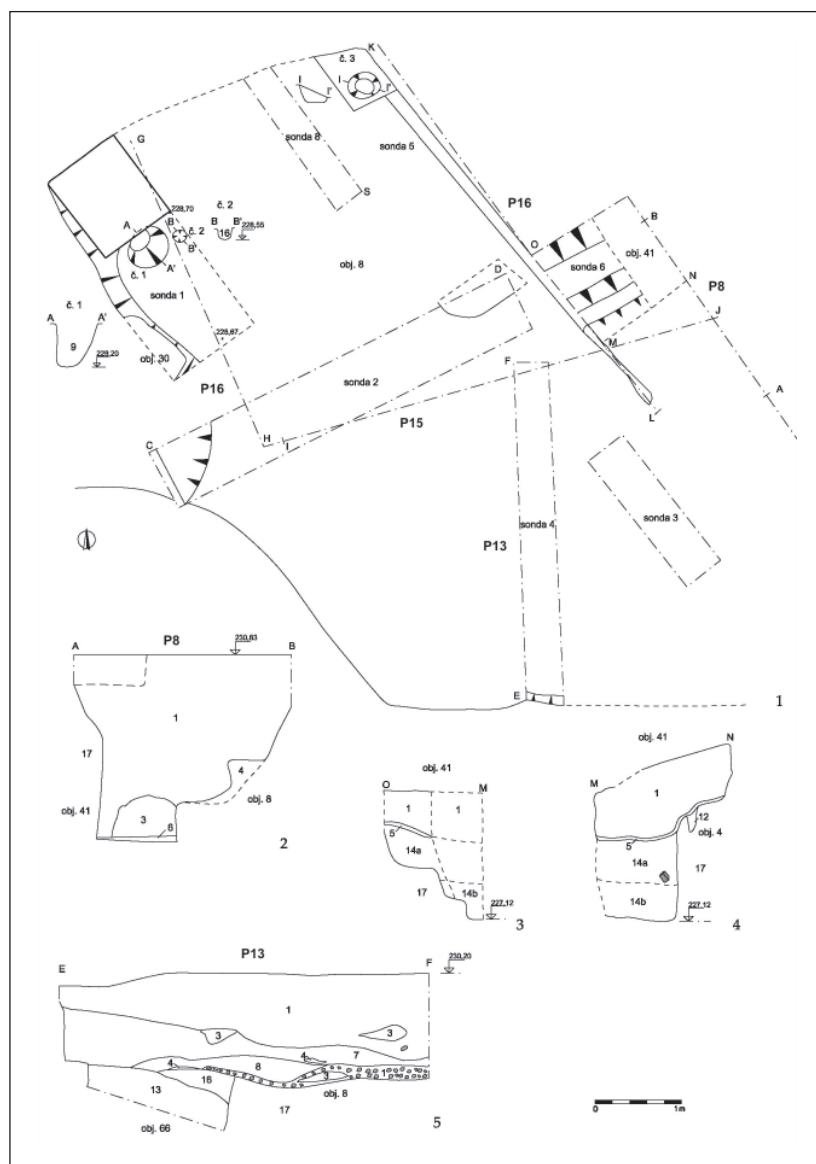 K
č. 3
I
I'
I
I'
G
sonda 8
sonda 5
S
P16
228,70
č. 2
A
B
č. 2
B
B'
16
228,55
B'
O
B
obj. 41
sonda 6
N
P8
J
č. 1
A'
sonda 1
obj. 8
D
č. 1
A
A'
9
228,20
obj. 30
228,67
M
P16
sonda 2
F
A
L
P15
H
I
C
sonda 4
sonda 3
P13
P8
A
B
230,83
E
1
1
17
4
obj. 41
obj. 8
3
6
2
obj. 41
O
M
1
1
5
14a
17
14b
227,12
3
obj. 41
N
M
1
12
5
obj. 4
14a
17
14b
227,12
4
P13
E
F
230,20
1
3
3
4
7
4
8
3
1
16
13
obj. 8
17
obj. 66
5
0
1m